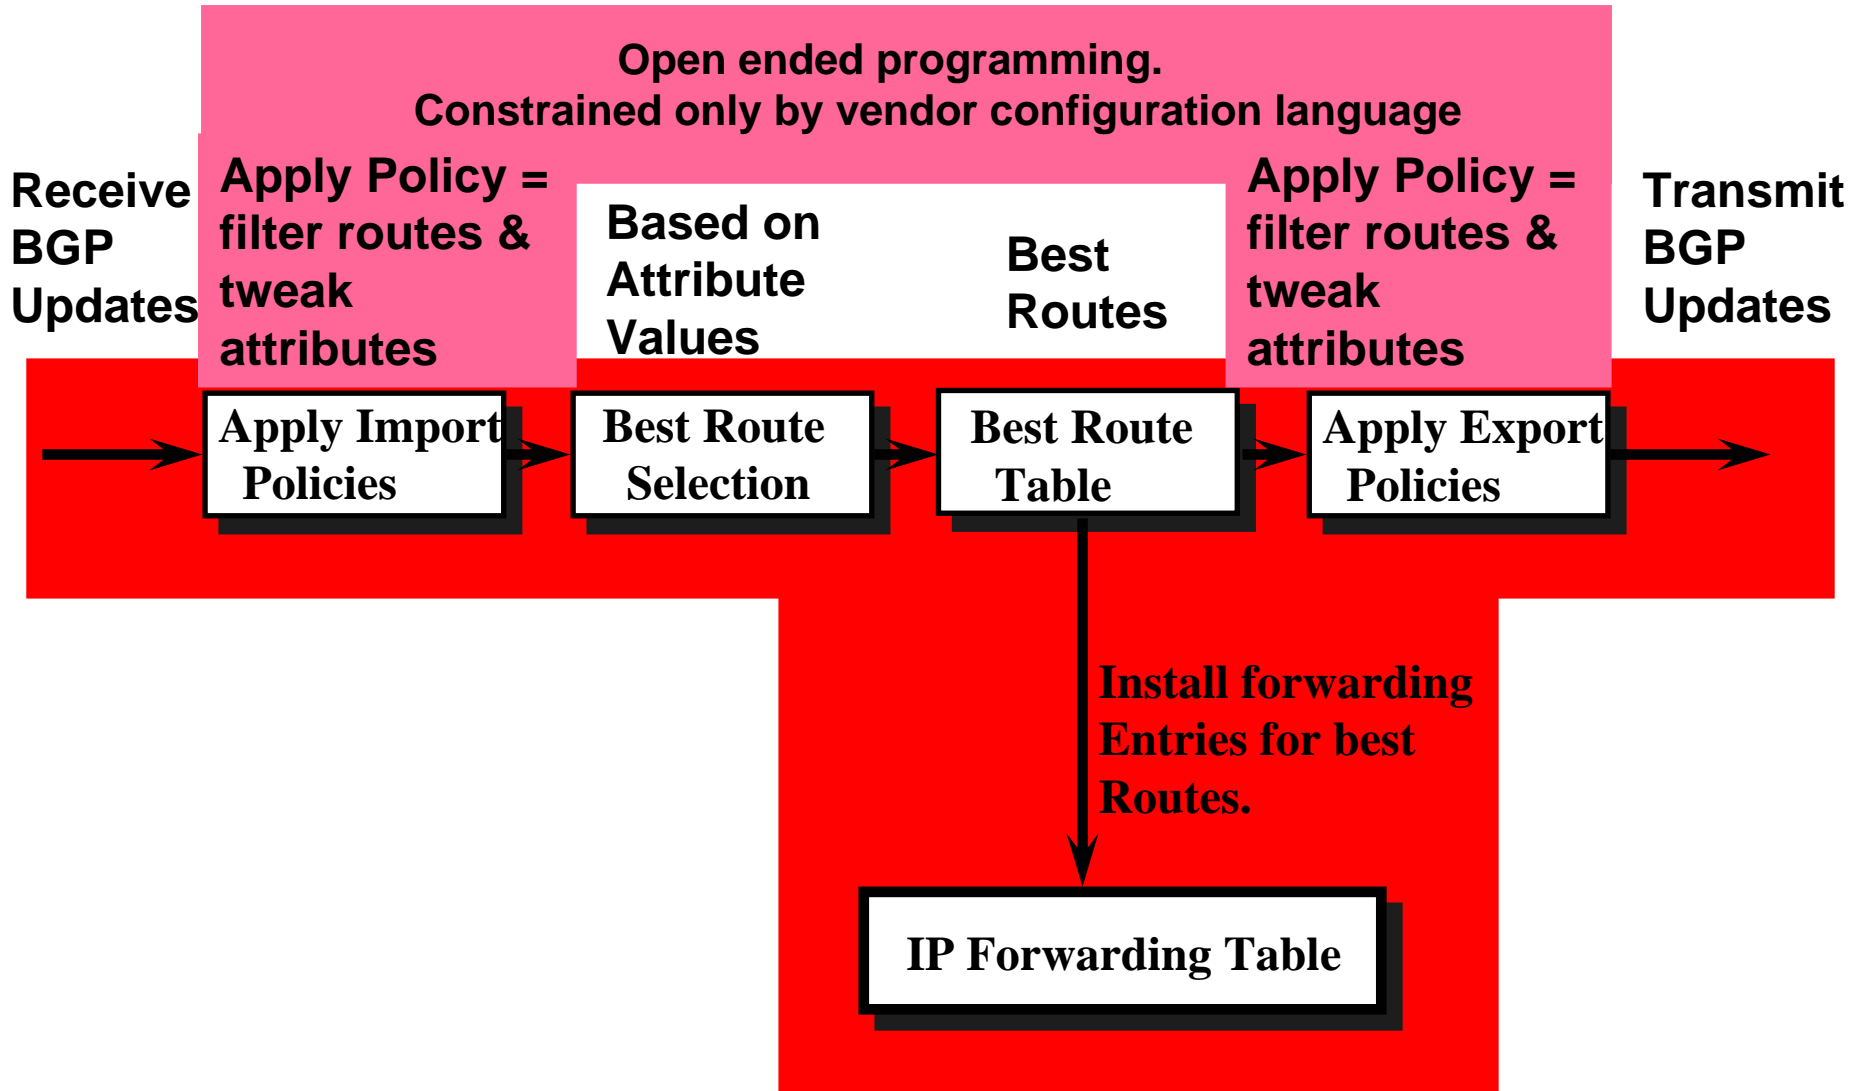 Open ended programming.
Constrained only by vendor configuration language
Receive
BGP
Updates
Apply Policy =
filter routes &
tweak
attributes
Based on
Attribute
Values
Best
Routes
Apply Policy =
filter routes &
tweak
attributes
Transmit
BGP
Updates
Apply Import
Policies
Best Route
Selection
Best Route
Table
Apply Export
Policies
Install forwarding
Entries for best
Routes.
IP Forwarding Table